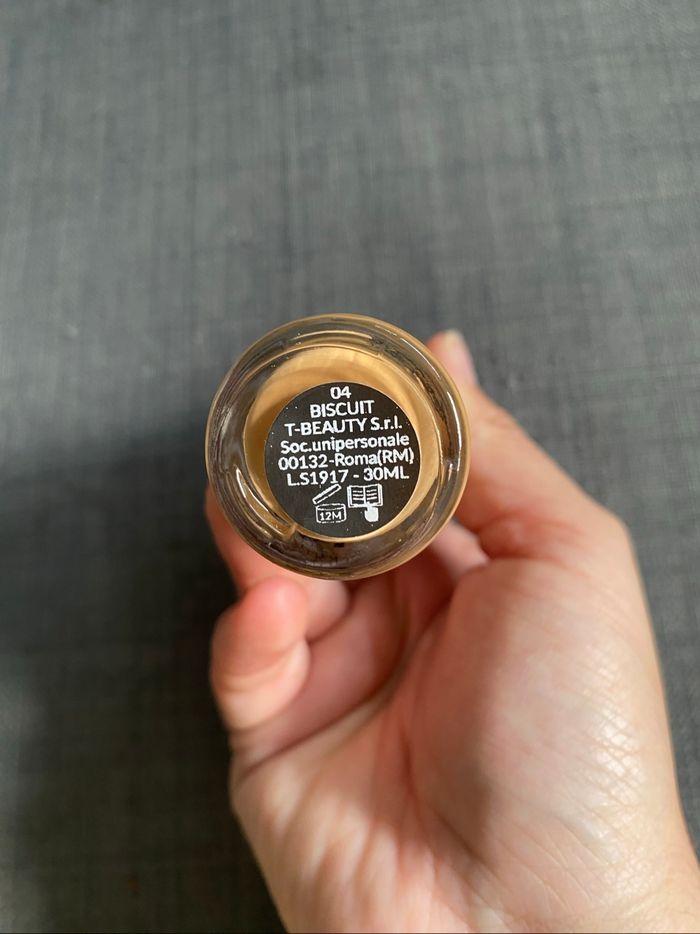 04
BISCUIT
T-BEAUTY S.r.l.
Soc.unipersonale
00132-Roma(RM)
L.S1917 - 30ML
12M